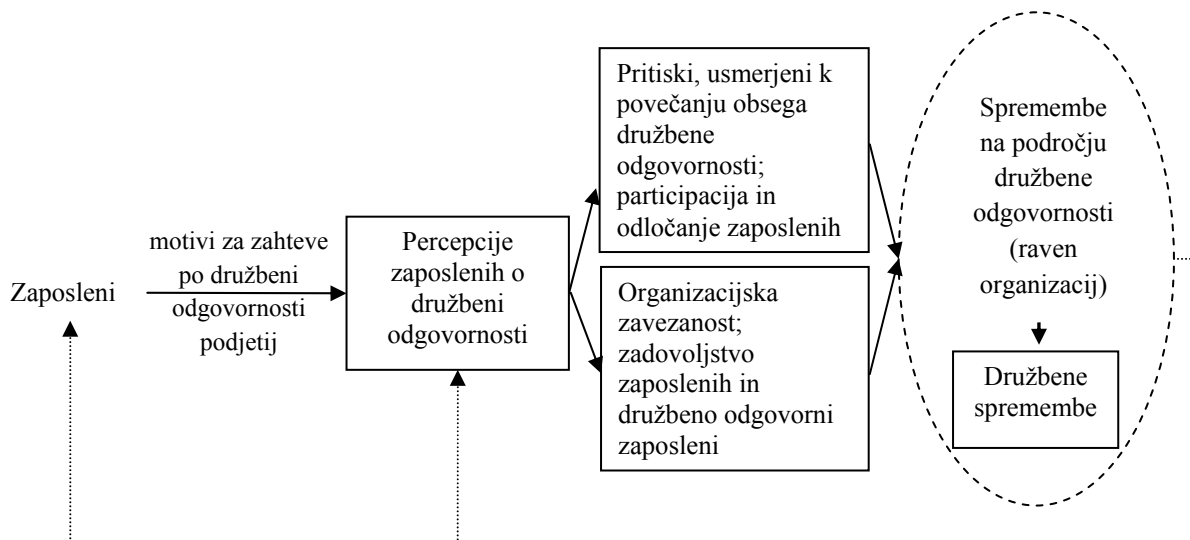 Zaposleni
motivi za zahteve
po družbeni
odgovornosti
podjetij
Percepcije
zaposlenih o
družbeni
odgovornosti
Pritiski, usmerjeni k
povečanju obsega
družbene
odgovornosti;
participacija in
odločanje zaposlenih
Organizacijska
zavezanost;
zadovoljstvo
zaposlenih in
družbeno odgovorni
zaposleni
Spremembe
na področju
družbene
odgovornosti
(raven
organizacij)
Družbene
spremembe